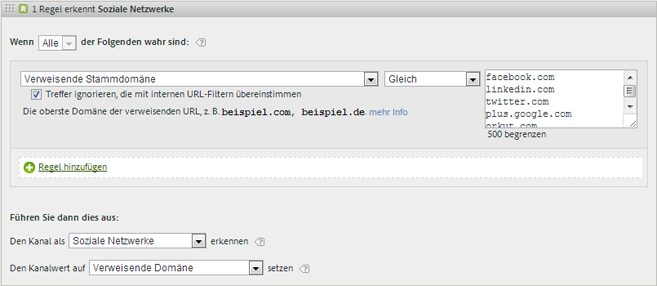 1 Regel erkennt Soziale Netzwerke
Wenn Alle der Folgenden wahr sind:
Verweisende Stammdomäne Gleich
facebook.com
linkedin.com
twitter.com
plus.google.com
orkut.com
Treffer ignorieren, die mit internen URL-Filtern übereinstimmen
Die oberste Domäne der verweisenden URL, z. B. beispiel.com, beispiel.de. mehr Info
500 begrenzen
Regel hinzufügen
Führen Sie dann dies aus:
Den Kanal als Soziale Netzwerke erkennen
Den Kanalwert auf Verweisende Domäne setzen